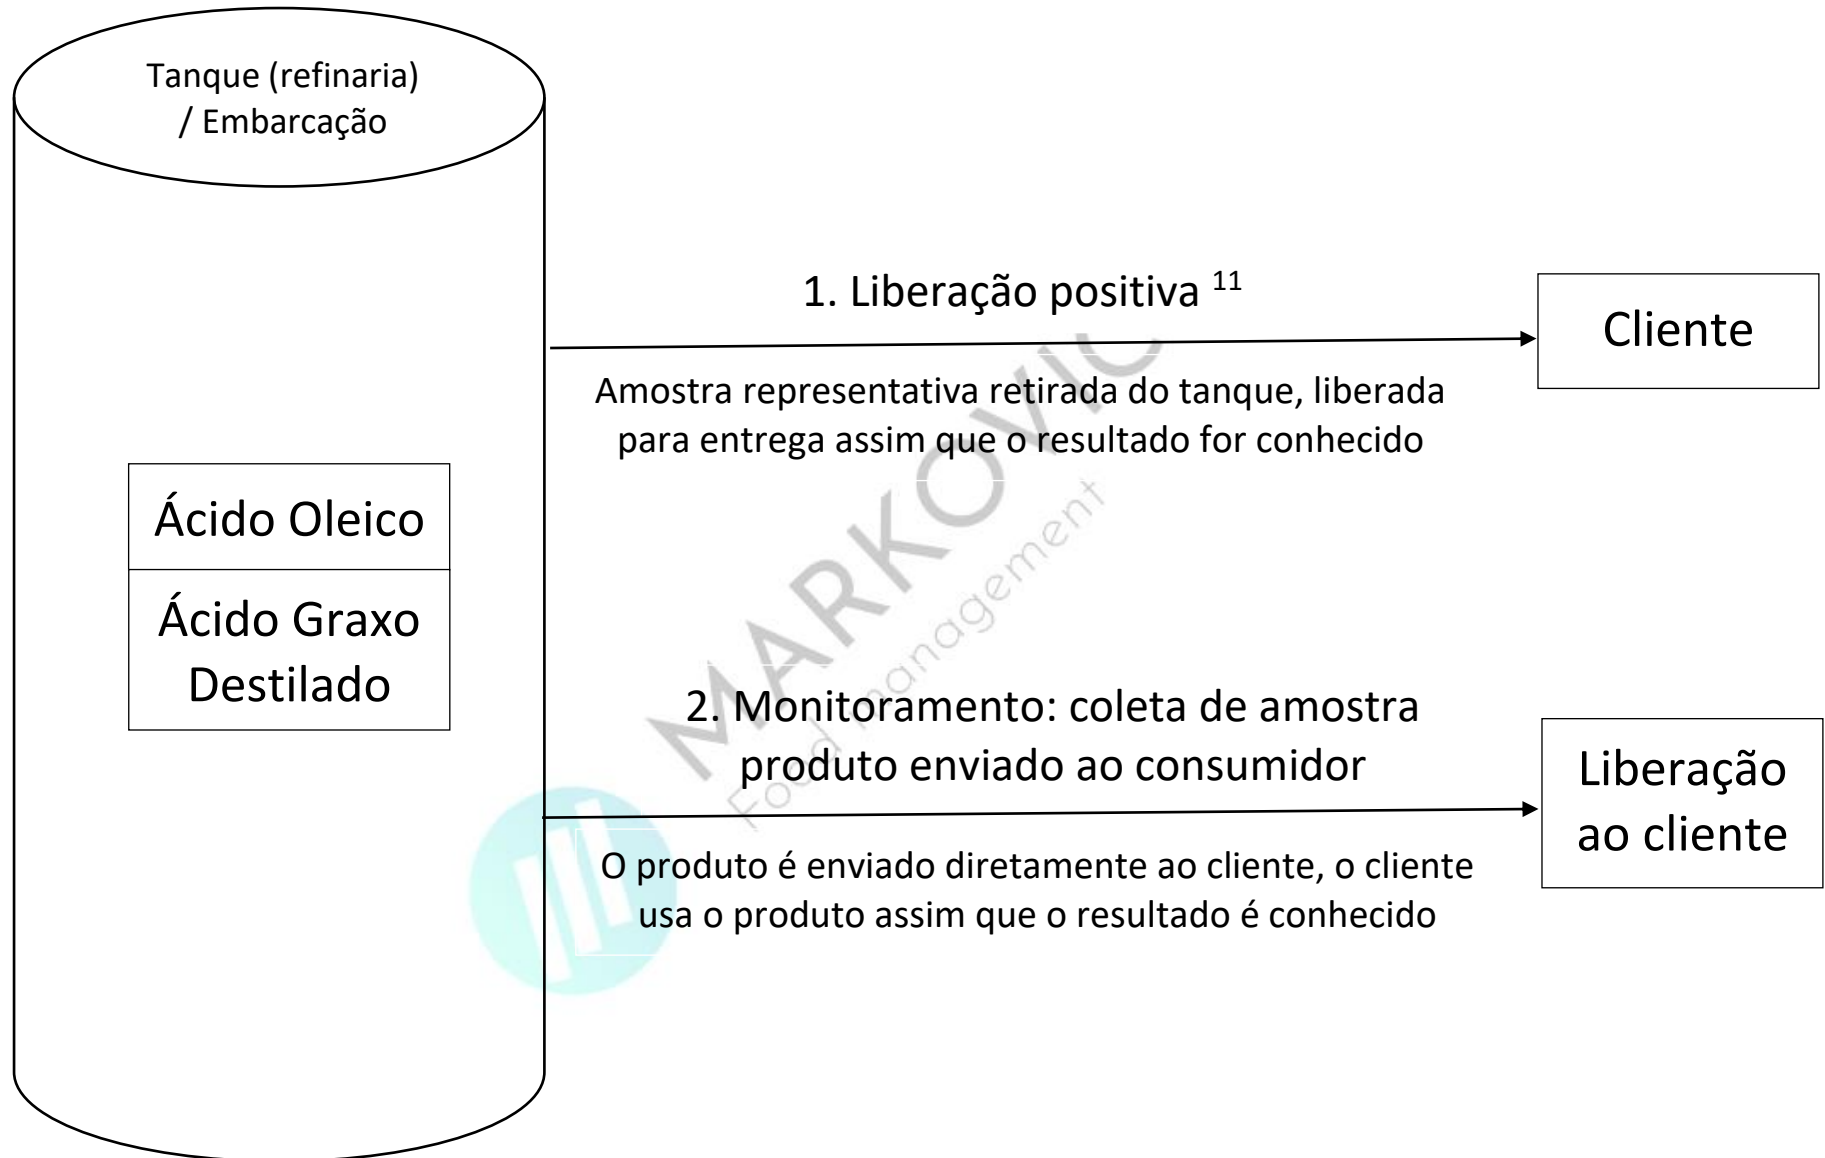 Tanque (refinaria)
/ Embarcação
1. Liberação positiva ¹¹
Cliente
Amostra representativa retirada do tanque, liberada
para entrega assim que o resultado for conhecido
Ácido Oleico
Ácido Graxo
Destilado
2. Monitoramento: coleta de amostra
produto enviado ao consumidor
Liberação
ao cliente
O produto é enviado diretamente ao cliente, o cliente
usa o produto assim que o resultado é conhecido
MARKOVIC
Food management